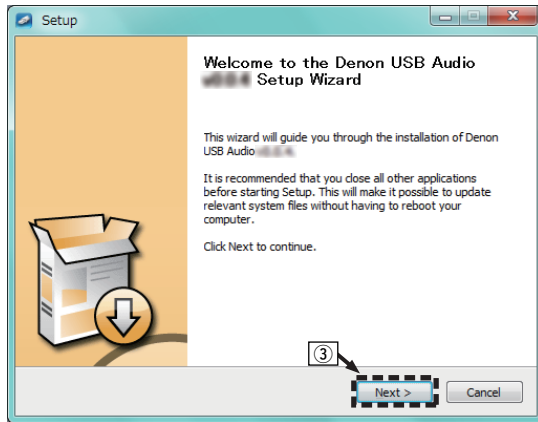 Setup
Welcome to the Denon USB Audio
Setup Wizard
This wizard will guide you through the installation of Denon
USB Audio
It is recommended that you close all other applications
before starting Setup. This will make it possible to update
relevant system files without having to reboot your
computer.
Click Next to continue.
③
Next >
Cancel